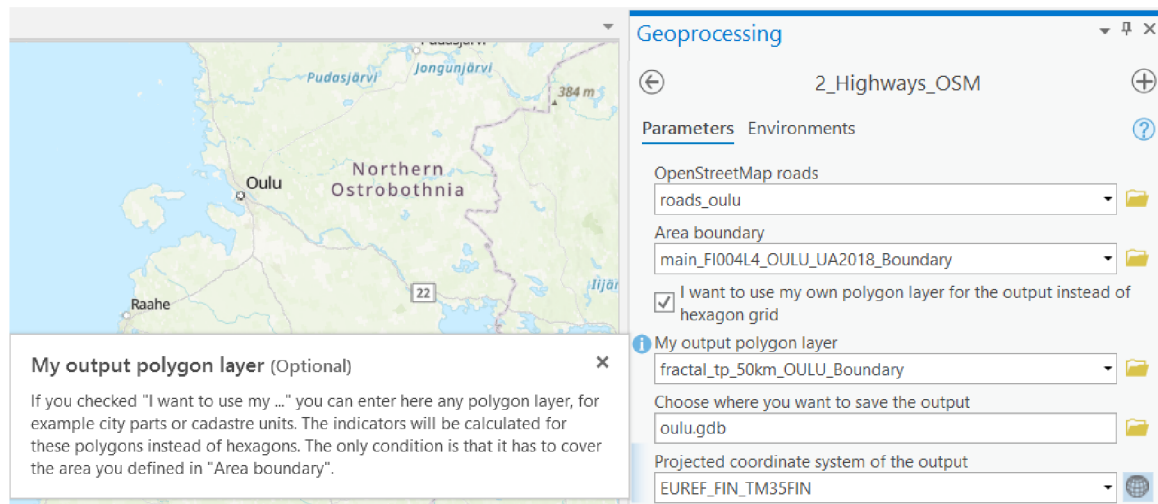 Pudasjärvi
Pudasjärvi
Jongunjärvi
384 m
Northern
Ostrobothnia
Oulu
22
Raahe
My output polygon layer (Optional)
If you checked "I want to use my ..." you can enter here any polygon layer, for
example city parts or cadastre units. The indicators will be calculated for
these polygons instead of hexagons. The only condition is that it has to cover
the area you defined in "Area boundary".
Geoprocessing
2_Highways_OSM
Parameters Environments
OpenStreetMap roads
roads_oulu
Area boundary
main_FI004L4_OULU_UA2018_Boundary
I want to use my own polygon layer for the output instead of
hexagon grid
My output polygon layer
fractal_tp_50km_OULU_Boundary
Choose where you want to save the output
oulu.gdb
Projected coordinate system of the output
EUREF_FIN_TM35FIN